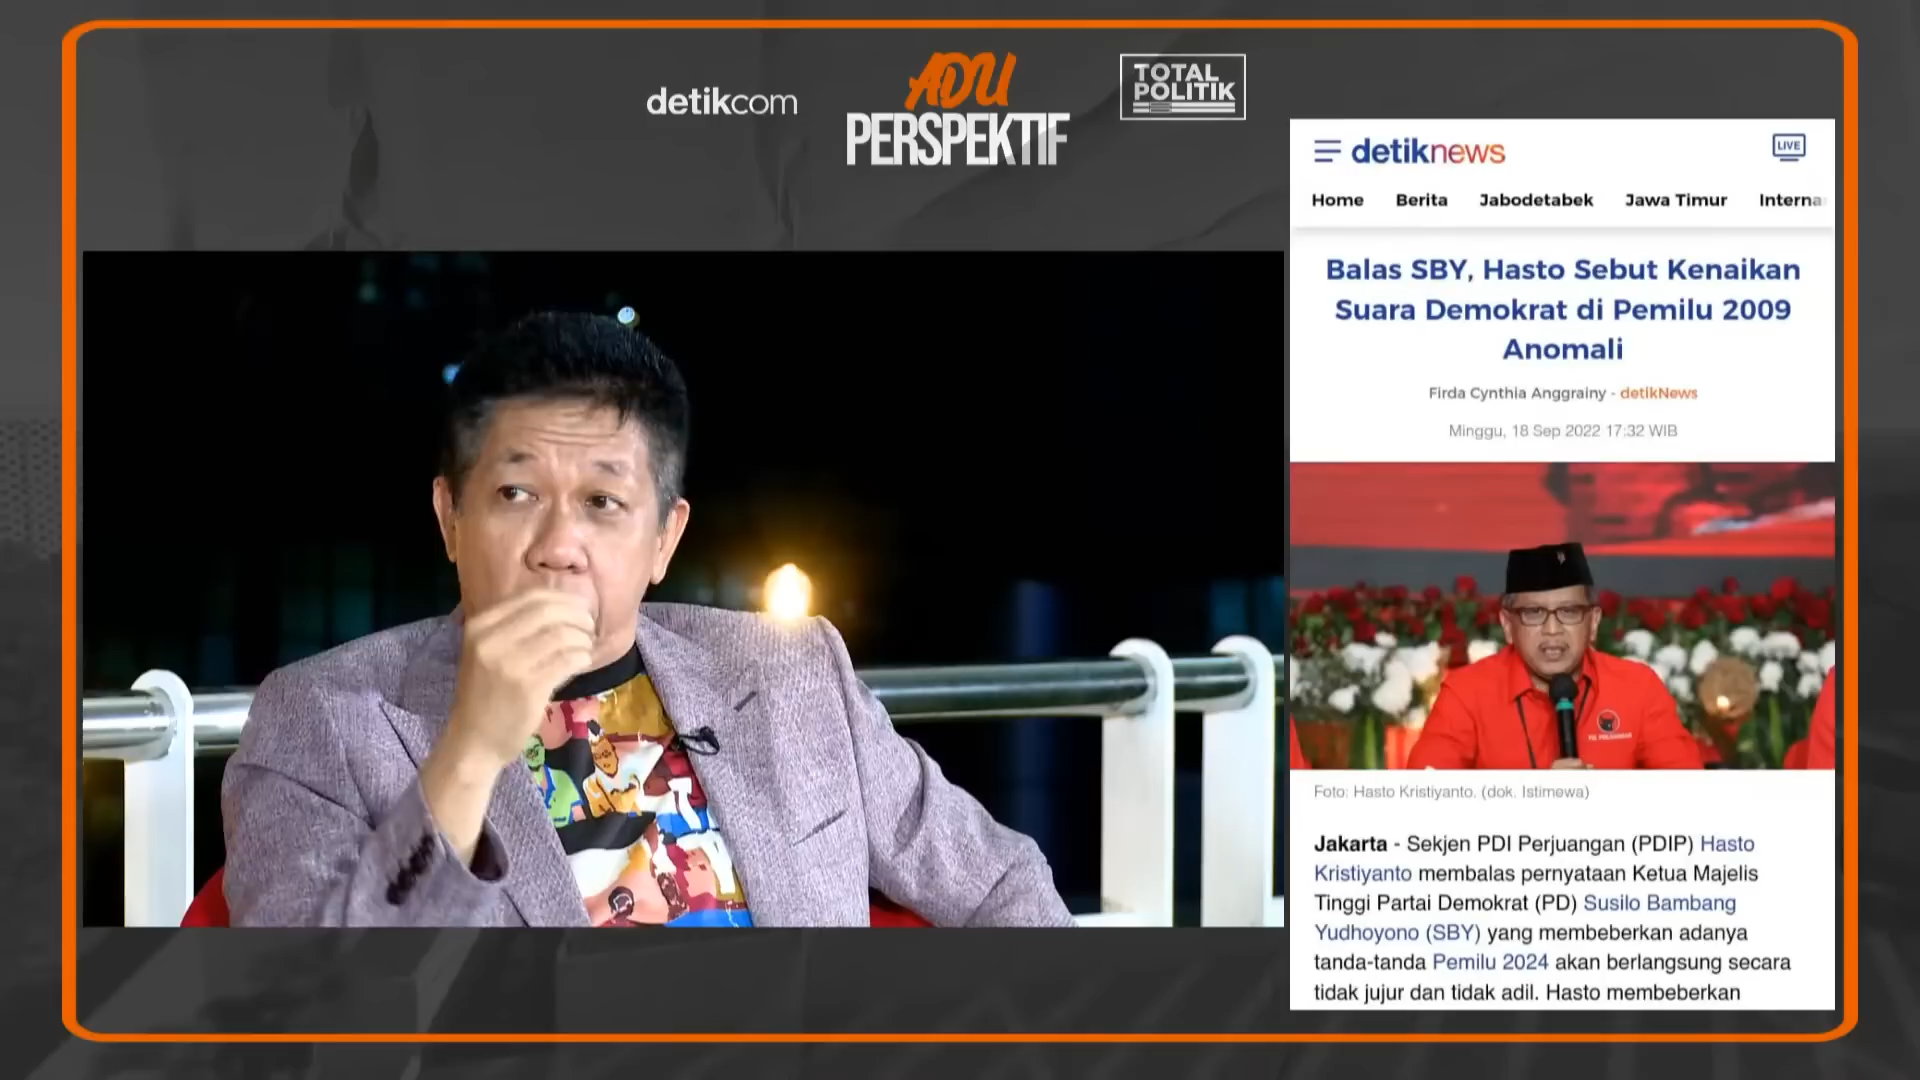 detikcom
ADU
PERSPEKTIF
TOTAL
POLITIK
detiknews
LIVE
Home Berita Jabodetabek Jawa Timur Interna
Balas SBY, Hasto Sebut Kenaikan
Suara Demokrat di Pemilu 2009
Anomali
Firda Cynthia Anggrainy - detikNews
Minggu, 18 Sep 2022 17:32 WIB
Foto: Hasto Kristiyanto. (dok. Istimewa)
Jakarta - Sekjen PDI Perjuangan (PDIP) Hasto
Kristiyanto membalas pernyataan Ketua Majelis
Tinggi Partai Demokrat (PD) Susilo Bambang
Yudhoyono (SBY) yang membeberkan adanya
tanda-tanda Pemilu 2024 akan berlangsung secara
tidak jujur dan tidak adil. Hasto membeberkan